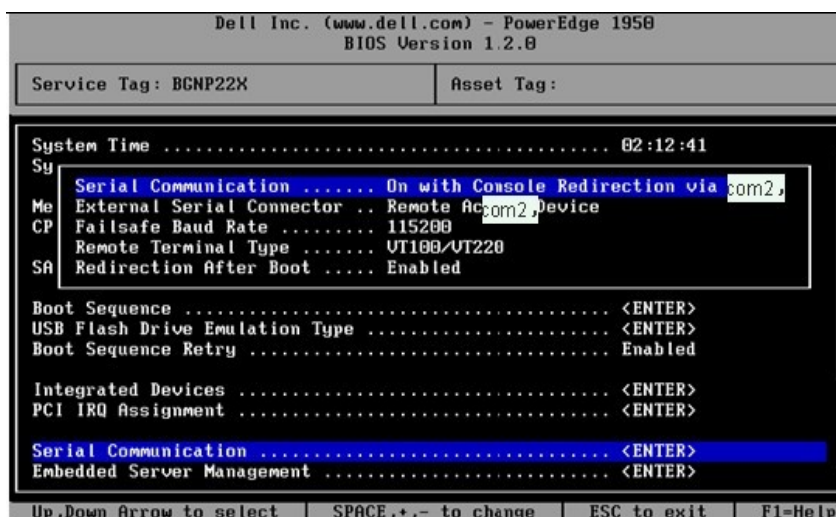 Dell Inc. (www.dell.com) - PowerEdge 1950
BIOS Version 1.2.0
Service Tag: BGNP22X Asset Tag:
System Time ........................................... 02:12:41
Sy
Serial Communication ....... On with Console Redirection via com2,
Me External Serial Connector .. Remote Ac com2, Device
CP Failsafe Baud Rate ......... 115200
Remote Terminal Type ....... VT100/VT220
SA Redirection After Boot ..... Enabled
Boot Sequence ......................................... <ENTER>
USB Flash Drive Emulation Type ........................ <ENTER>
Boot Sequence Retry ................................... Enabled
Integrated Devices .................................... <ENTER>
PCI IRQ Assignment .................................... <ENTER>
Serial Communication .................................. <ENTER>
Embedded Server Management ............................ <ENTER>
Up,Down Arrow to select | SPACE,+,- to change | ESC to exit | F1=Help